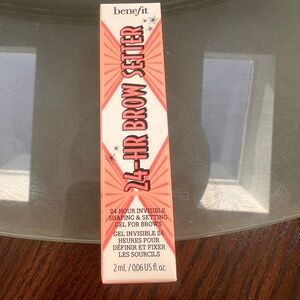 benefit
24-HR BROW SETTER
24-HOUR INVISIBLE
SHAPING & SETTING
GEL FOR BROWS
GEL INVISIBLE 24
HEURES POUR
DÉFINIR ET FIXER
LES SOURCILS
2 mL / 0.06 US fl. oz.